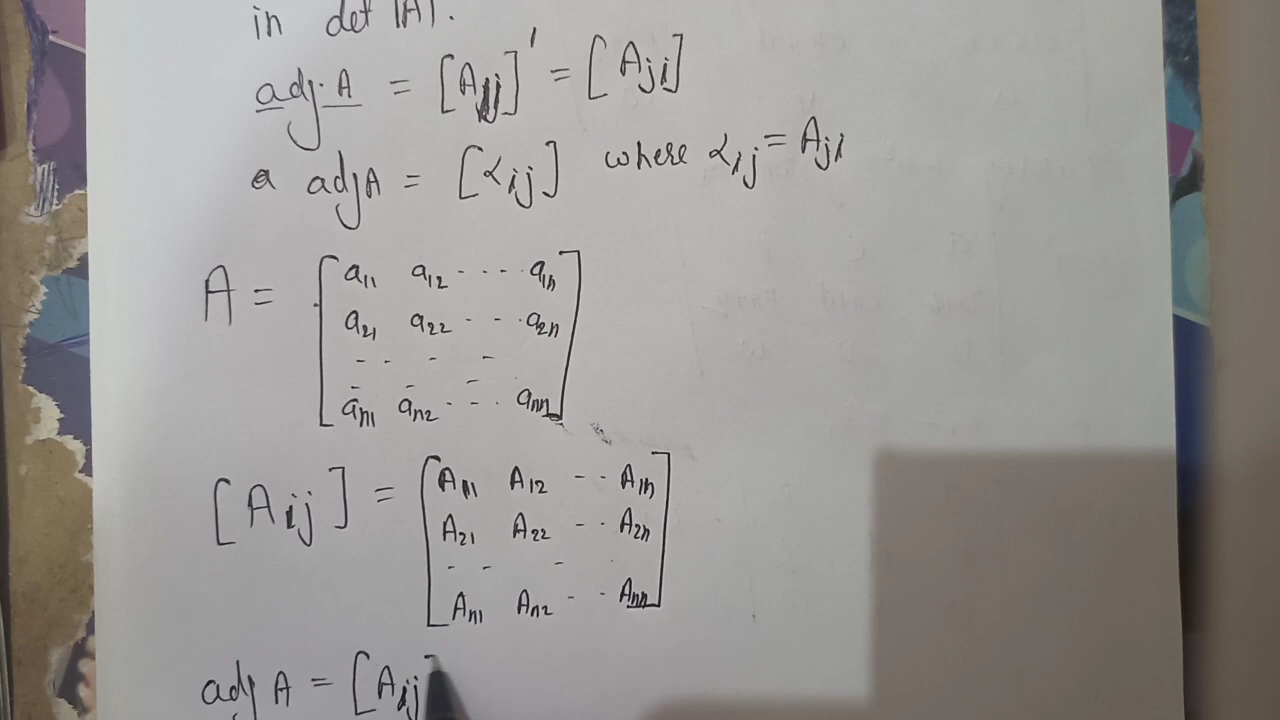 in det |A|.
adj. A = [Aij]' = [Aji]
a adjA = [αij] where αij = Aji
A = [a11 a12 .... a1n
a21 a22 ... a2n
-- - -
- - -
an1 an2 ... ann]
[Aij] = [A11 A12 -- A1n
A21 A22 -- A2n
- - -
An1 An2 -- Ann]
adj A = [Aij]